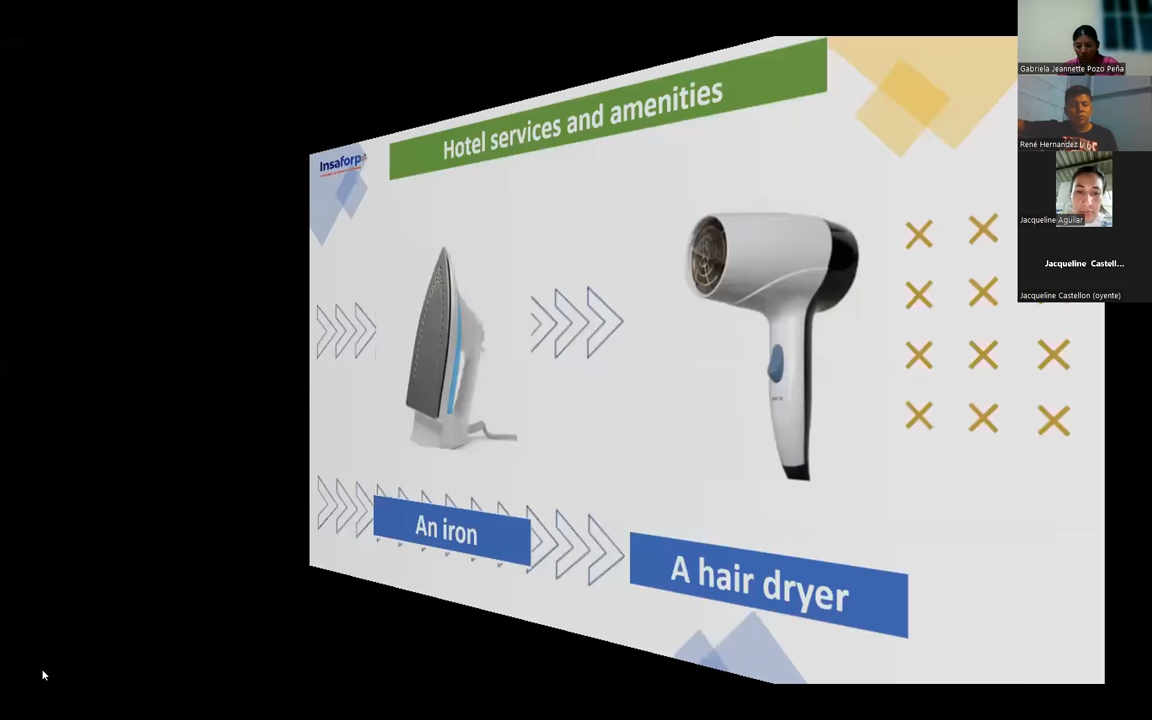 Hotel services and amenities
Insaforp
An iron
A hair dryer
Gabriela Jeannette Pozo Peña
René Hernandez
Jacqueline Aguilar
Jacqueline Castell...
Jacqueline Castellon (oyente)